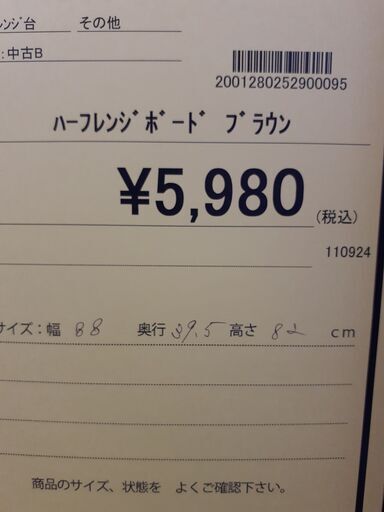 レンジ台 その他
:中古B
2001280252900095
ﾊｰﾌﾚﾝｼﾞﾎﾞｰﾄﾞ ﾌﾞﾗｳﾝ
¥5,980 (税込)
110924
サイズ:幅 88 奥行 39.5 高さ 82 cm
商品のサイズ、状態を よくご確認下さい。